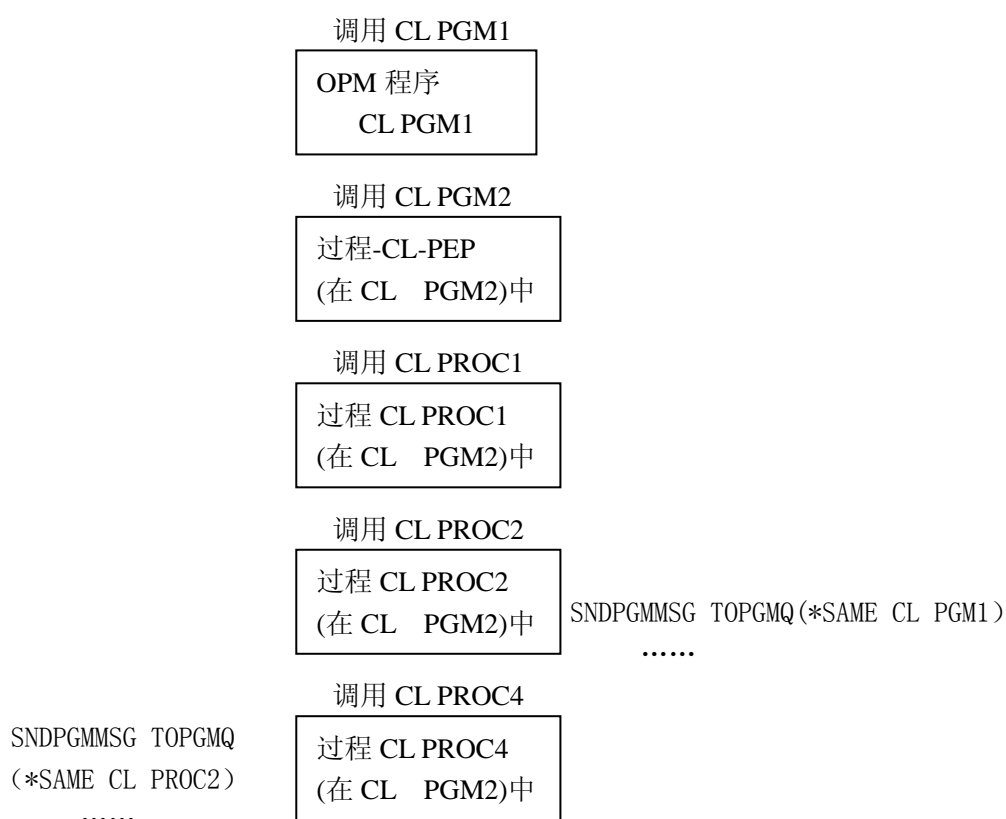 调用 CL PGM1
OPM 程序
CL PGM1
调用 CL PGM2
过程-CL-PEP
(在 CL PGM2)中
调用 CL PROC1
过程 CL PROC1
(在 CL PGM2)中
调用 CL PROC2
过程 CL PROC2
(在 CL PGM2)中
SNDPGMMSG TOPGMQ(*SAME CL PGM1)
……
调用 CL PROC4
SNDPGMMSG TOPGMQ
(*SAME CL PROC2)
……
过程 CL PROC4
(在 CL PGM2)中